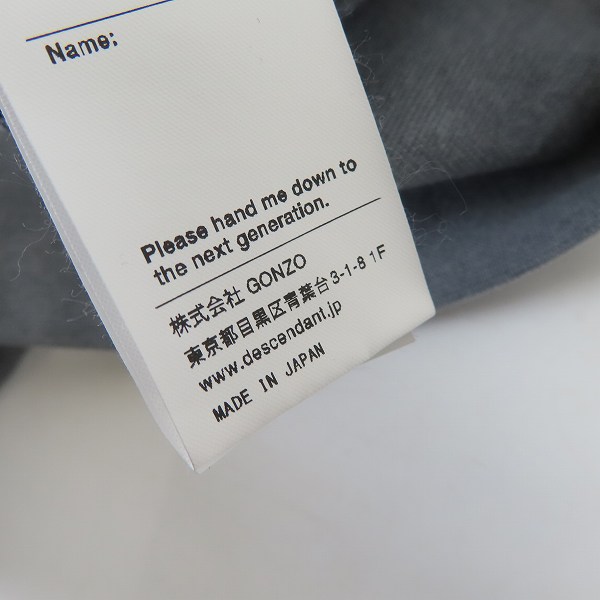 Name:
Please hand me down to
the next generation.
株式会社 GONZO
東京都目黒区青葉台3-1-8 1F
www.descendant.jp
MADE IN JAPAN